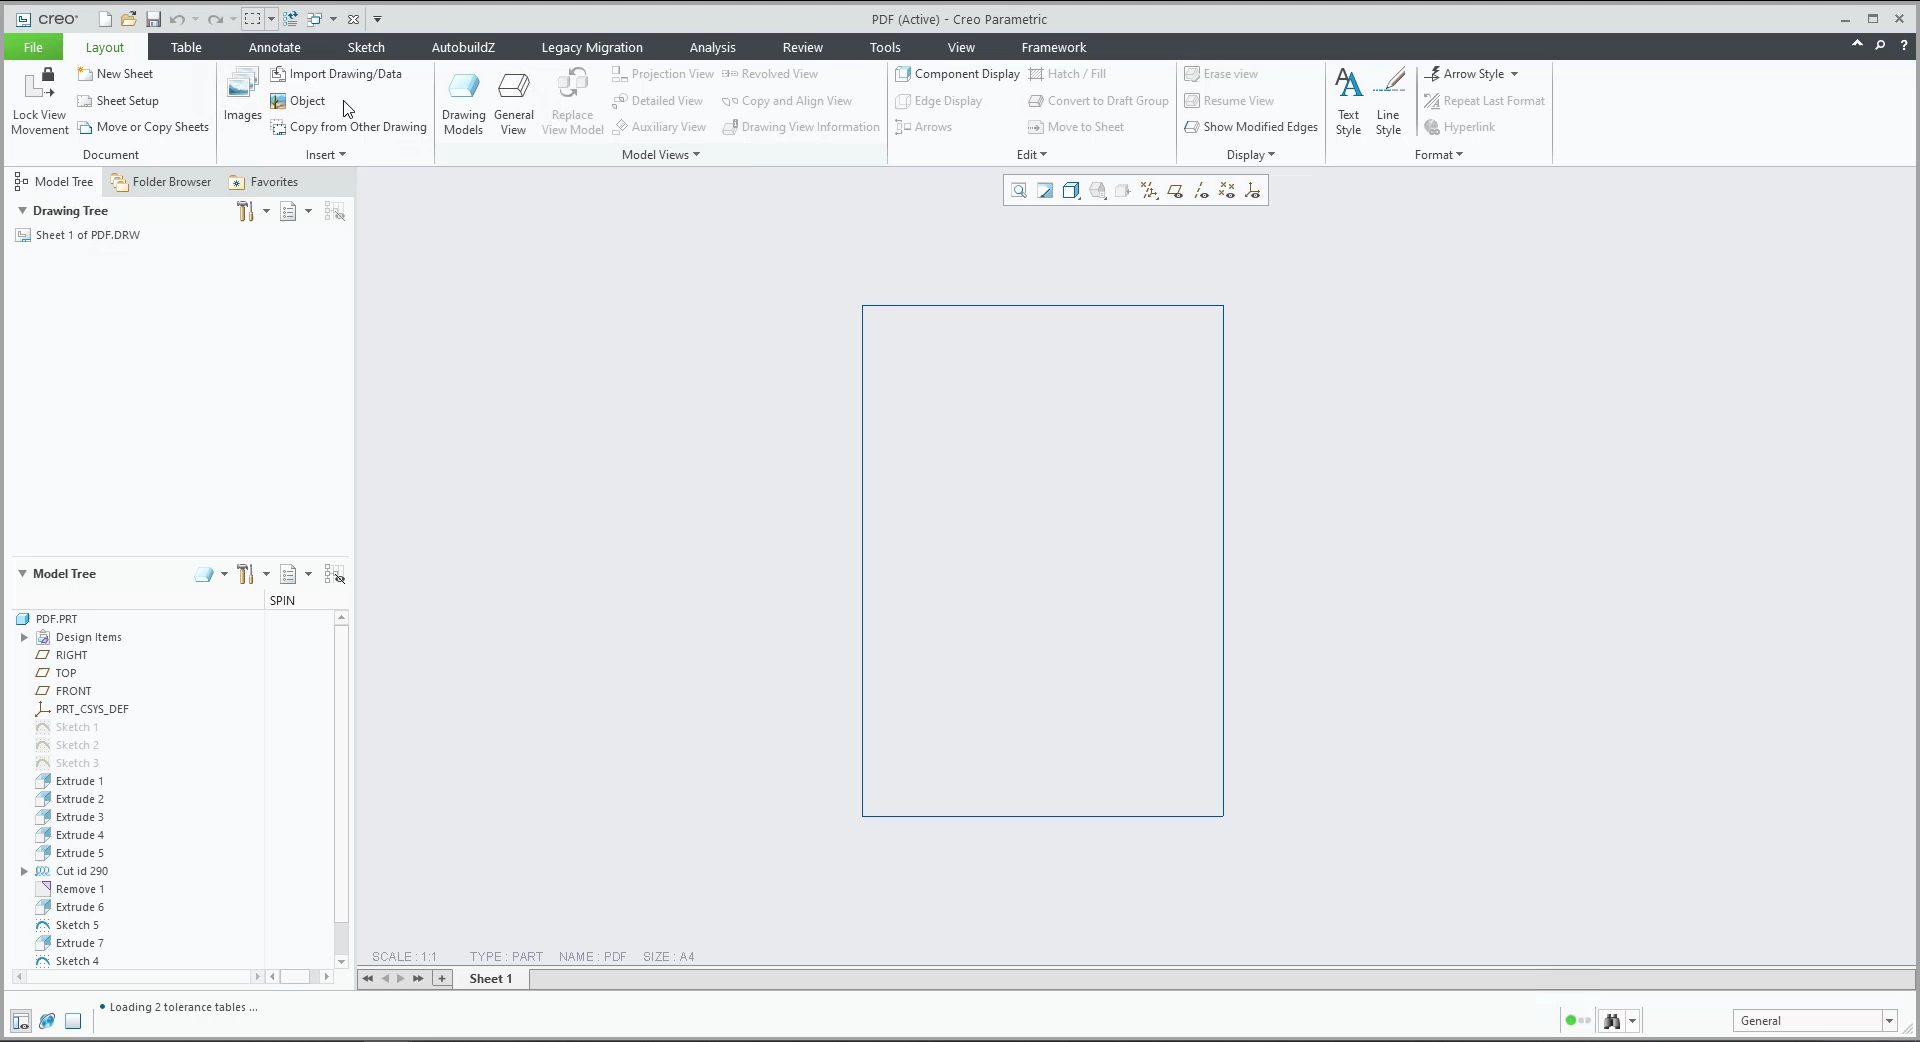 creo
PDF (Active) - Creo Parametric
File
Layout
Table
Annotate
Sketch
AutobuildZ
Legacy Migration
Analysis
Review
Tools
View
Framework
Lock View
Movement
New Sheet
Sheet Setup
Move or Copy Sheets
Document
Images
Import Drawing/Data
Object
Copy from Other Drawing
Insert
Drawing
Models
General
View
Replace
View Model
Projection View
Detailed View
Auxiliary View
Revolved View
Copy and Align View
Drawing View Information
Model Views
Component Display
Edge Display
Arrows
Hatch / Fill
Convert to Draft Group
Move to Sheet
Edit
Erase view
Resume View
Show Modified Edges
Display
Text
Style
Line
Style
Arrow Style
Repeat Last Format
Hyperlink
Format
Model Tree
Folder Browser
Favorites
Drawing Tree
Sheet 1 of PDF.DRW
Model Tree
SPIN
PDF.PRT
Design Items
RIGHT
TOP
FRONT
PRT_CSYS_DEF
Sketch 1
Sketch 2
Sketch 3
Extrude 1
Extrude 2
Extrude 3
Extrude 4
Extrude 5
Cut id 290
Remove 1
Extrude 6
Sketch 5
Extrude 7
Sketch 4
SCALE : 1:1 TYPE : PART NAME : PDF SIZE : A4
Sheet 1
Loading 2 tolerance tables ...
General